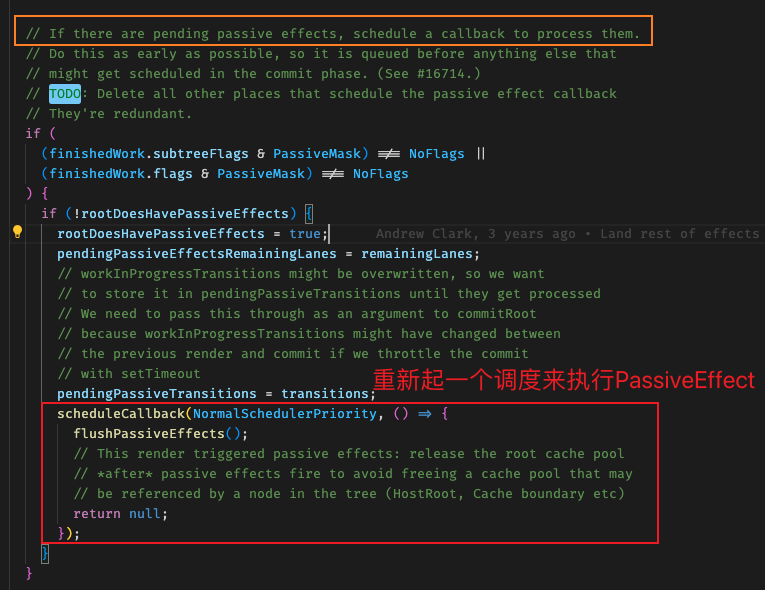 // If there are pending passive effects, schedule a callback to process them.
// Do this as early as possible, so it is queued before anything else that
// might get scheduled in the commit phase. (See #16714.)
// TODO: Delete all other places that schedule the passive effect callback
// They're redundant.
if (
(finishedWork.subtreeFlags & PassiveMask) !== NoFlags ||
(finishedWork.flags & PassiveMask) !== NoFlags
) {
if (!rootDoesHavePassiveEffects) {
rootDoesHavePassiveEffects = true; Andrew Clark, 3 years ago • Land rest of effects
pendingPassiveEffectsRemainingLanes = remainingLanes;
// workInProgressTransitions might be overwritten, so we want
// to store it in pendingPassiveTransitions until they get processed
// We need to pass this through as an argument to commitRoot
// because workInProgressTransitions might have changed between
// the previous render and commit if we throttle the commit
// with setTimeout
重新起一个调度来执行PassiveEffect
pendingPassiveTransitions = transitions;
scheduleCallback(NormalSchedulerPriority, () => {
flushPassiveEffects();
// This render triggered passive effects: release the root cache pool
// *after* passive effects fire to avoid freeing a cache pool that may
// be referenced by a node in the tree (HostRoot, Cache boundary etc)
return null;
});
}
}